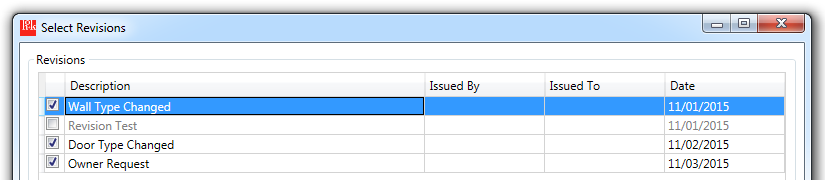 Select Revisions
Revisions
Description Issued By Issued To Date
Wall Type Changed 11/01/2015
Revision Test 11/01/2015
Door Type Changed 11/02/2015
Owner Request 11/03/2015